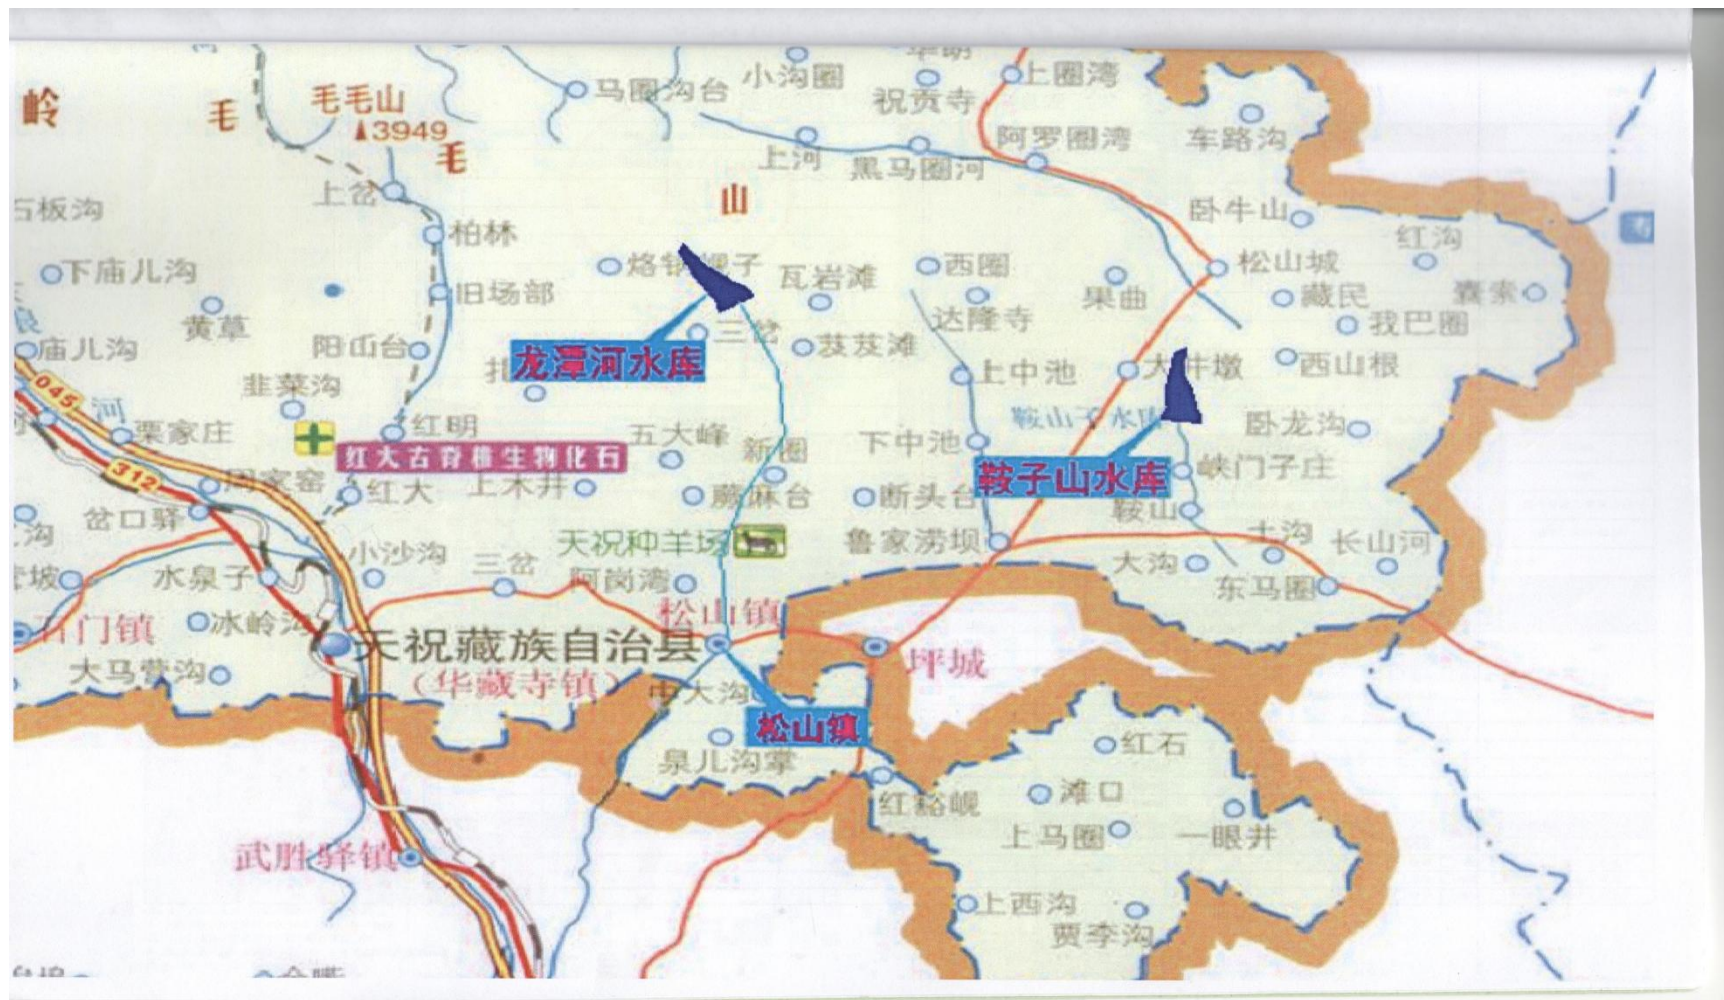 岭
毛
毛毛山
3949
毛
马圈沟台
小沟圈
祝贡寺
上圈湾
阿罗圈湾
车路沟
上河
黑马圈河
上岔
山
石板沟
柏林
卧牛山
红沟
下庙儿沟
瓦岩滩
西圈
松山城
旧场部
果曲
藏民
黄草
达隆寺
我巴圈
三岔
芨芨滩
庙儿沟
阳山台
龙潭河水库
上中池
西山根
韭菜沟
045
河
栗家庄
红明
五大峰
新圈
下中池
卧龙沟
红大古脊椎生物化石
312
周家窑
红大
上木井
蕨麻台
断头台
鞍子山水库
峡门子庄
岔口驿
鞍山
天祝种羊场
鲁家涝坝
土沟
长山河
小沙沟
三岔
阿岗湾
大沟
东马圈
水泉子
石门镇
冰岭沟
松山镇
天祝藏族自治县
坪城
大马营沟
(华藏寺镇)
中大沟
松山镇
泉儿沟掌
红石
红豁岘
滩口
上马圈
一眼井
武胜驿镇
上西沟
贾李沟